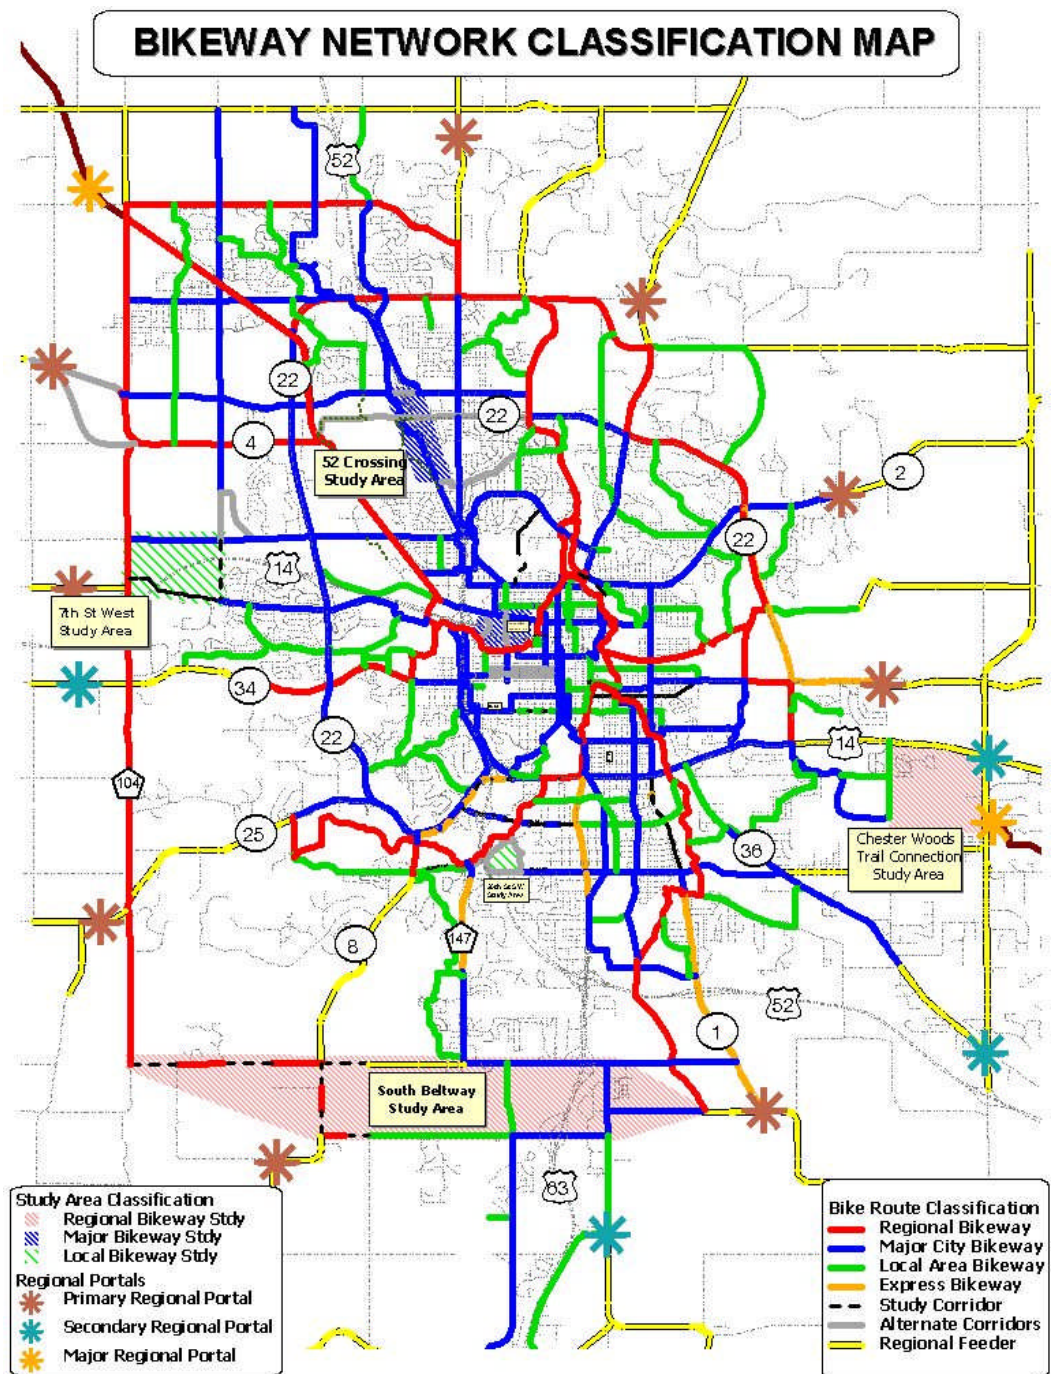 BIKEWAY NETWORK CLASSIFICATION MAP
52
22
22
4
2
52 Crossing
Study Area
22
14
7th St West
Study Area
34
22
14
104
25
36
Chester Woods
Trail Connection
Study Area
Study Area
8
147
52
1
South Beltway
Study Area
63
Study Area Classification
Regional Bikeway Stdy
Major Bikeway Stdy
Local Bikeway Stdy
Regional Portals
Primary Regional Portal
Secondary Regional Portal
Major Regional Portal
Bike Route Classification
Regional Bikeway
Major City Bikeway
Local Area Bikeway
Express Bikeway
Study Corridor
Alternate Corridors
Regional Feeder